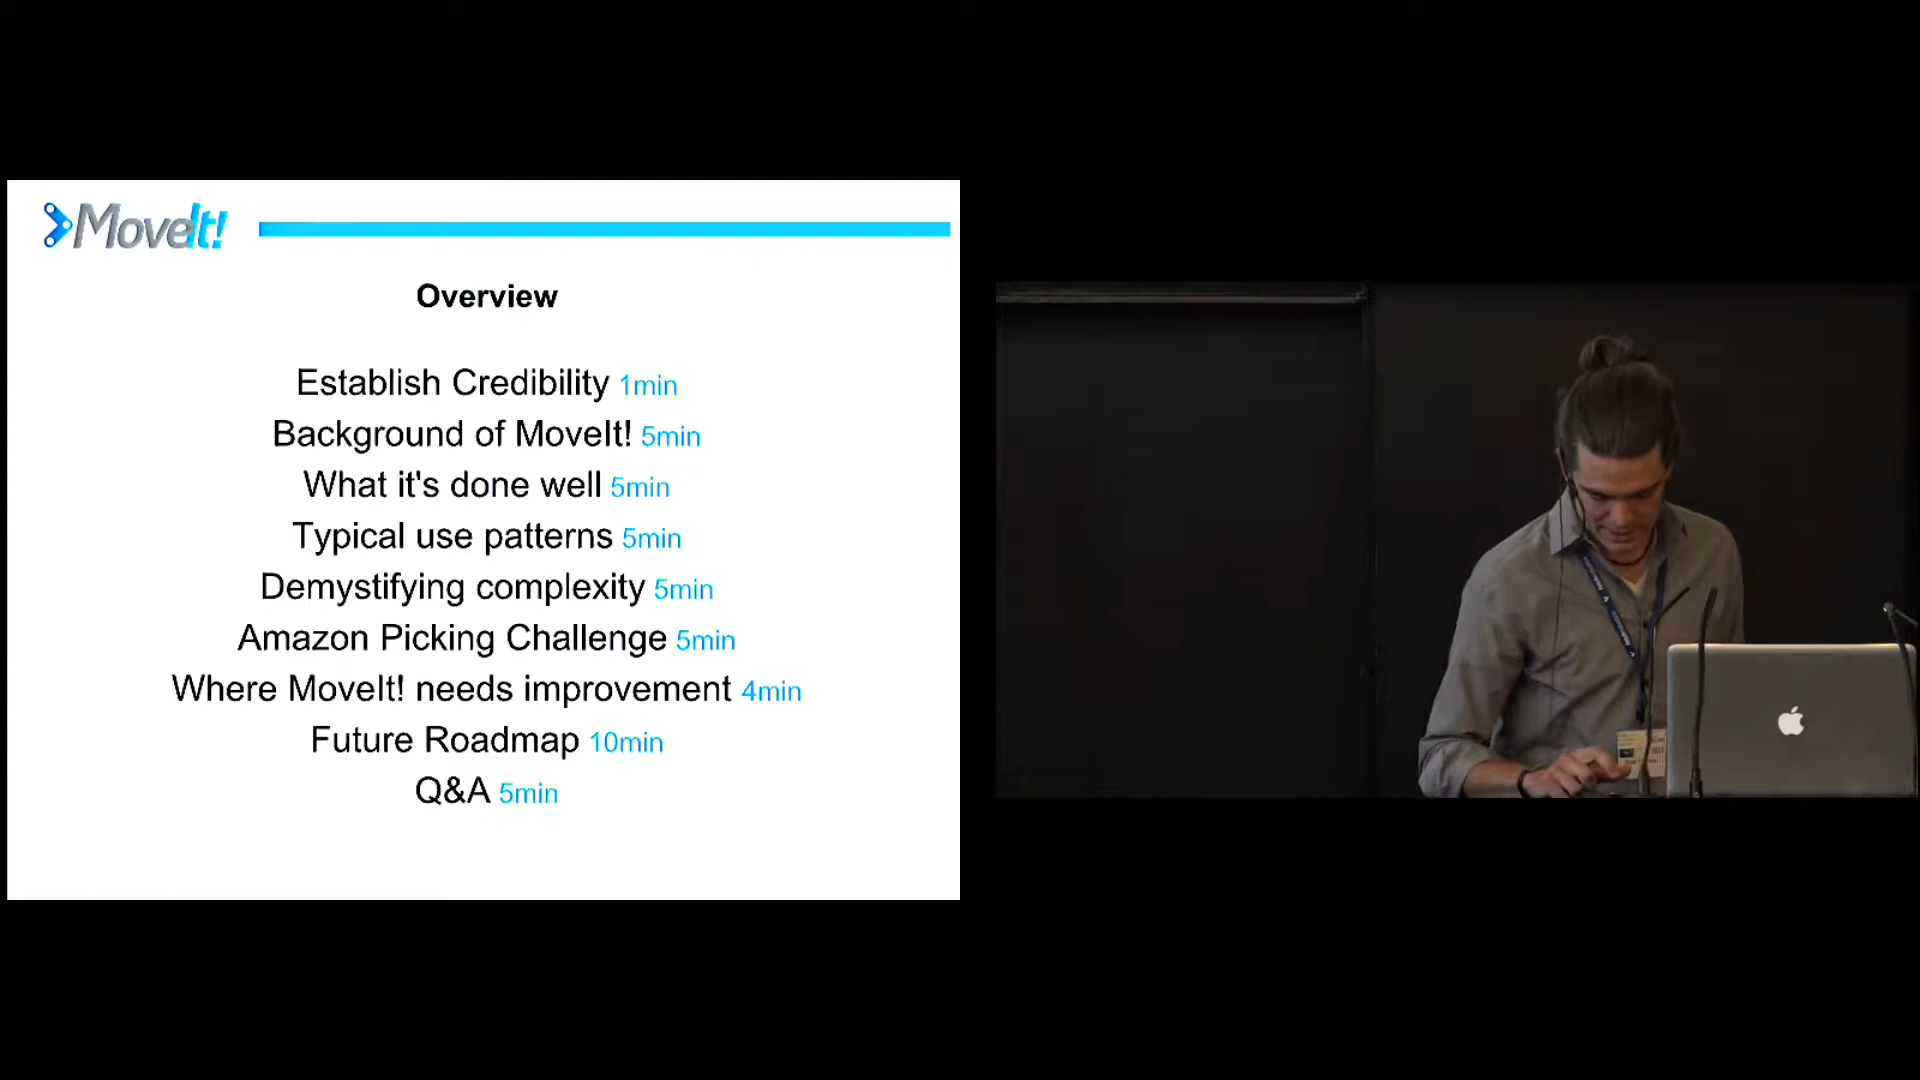 MoveIt!
Overview
Establish Credibility 1min
Background of MoveIt! 5min
What it's done well 5min
Typical use patterns 5min
Demystifying complexity 5min
Amazon Picking Challenge 5min
Where MoveIt! needs improvement 4min
Future Roadmap 10min
Q&A 5min